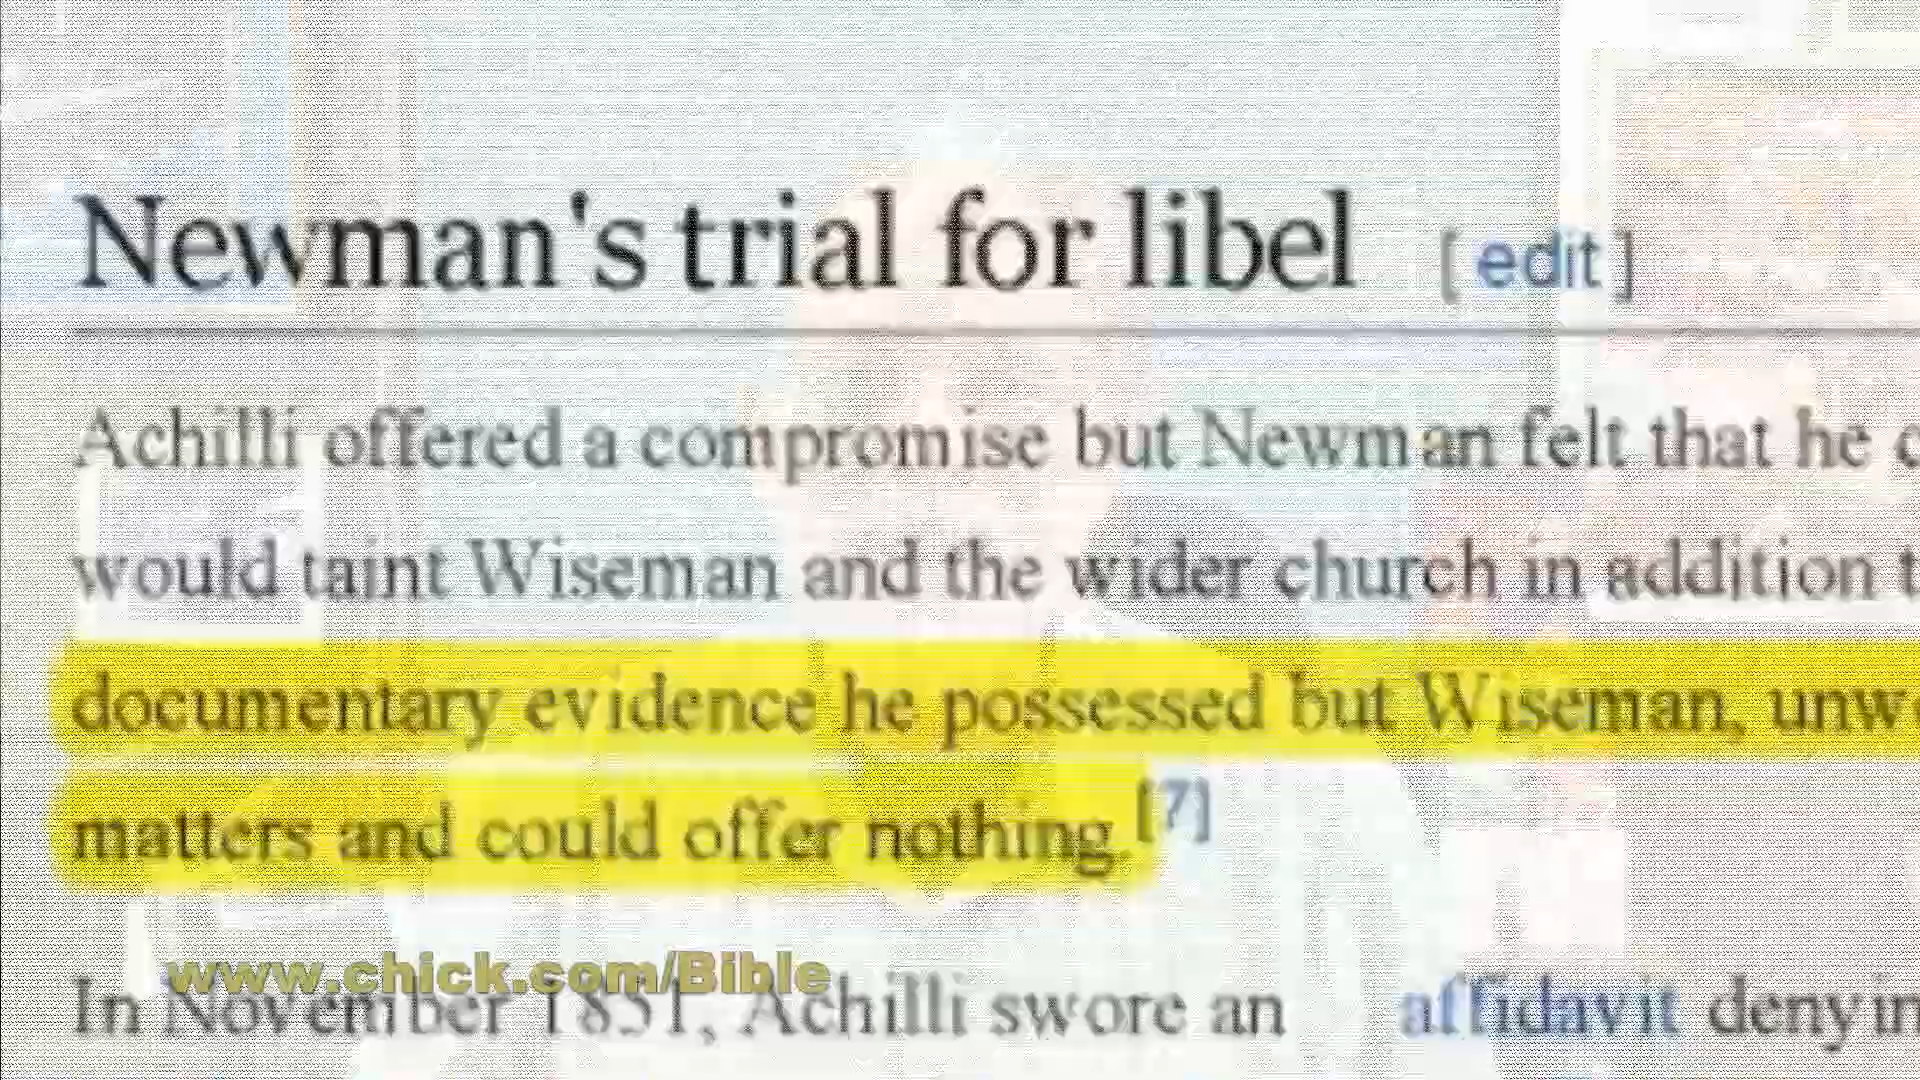 Newman's trial for libel [ edit ]
Achilli offered a compromise but Newman felt that he
would taint Wiseman and the wider church in addition
documentary evidence he possessed but Wiseman,
matters and could offer nothing.[7]
www.chick.com/Bible
In November 1851, Achilli swore an affidavit